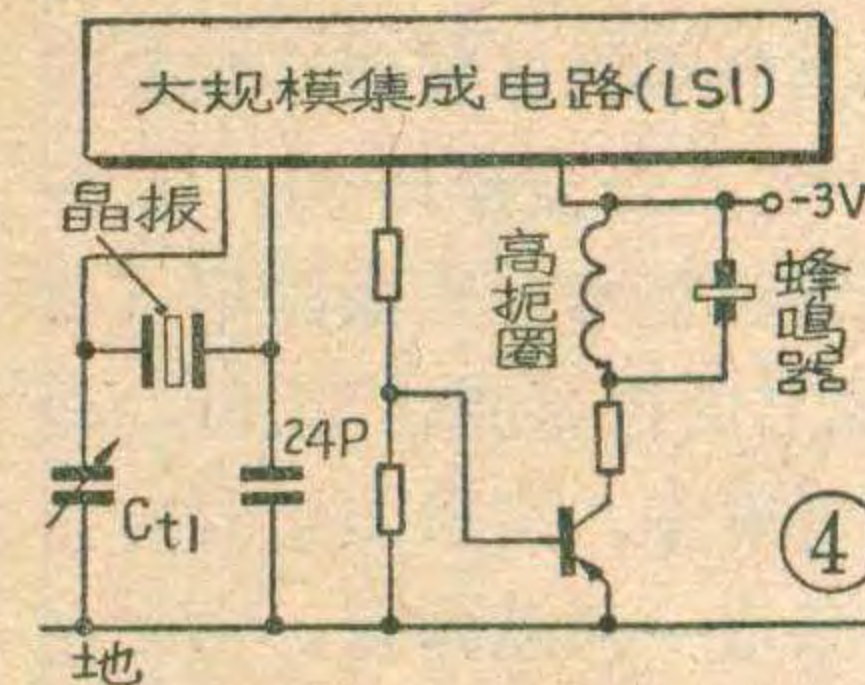 大规模集成电路(LSI)
晶振
-3V
高扼圈
蜂鸣器
24P
Ct1
④
地